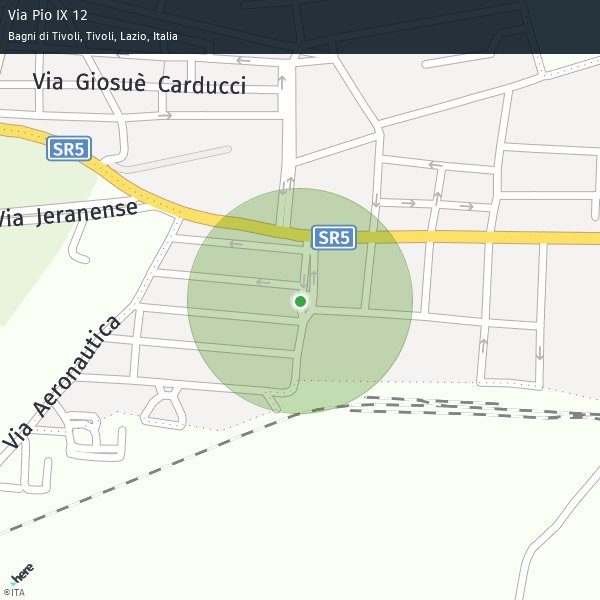 Via Pio IX 12
Bagni di Tivoli, Tivoli, Lazio, Italia
Via Giosuè Carducci
SR5
Via Jeranense
SR5
Via Aeronautica
here
©ITA